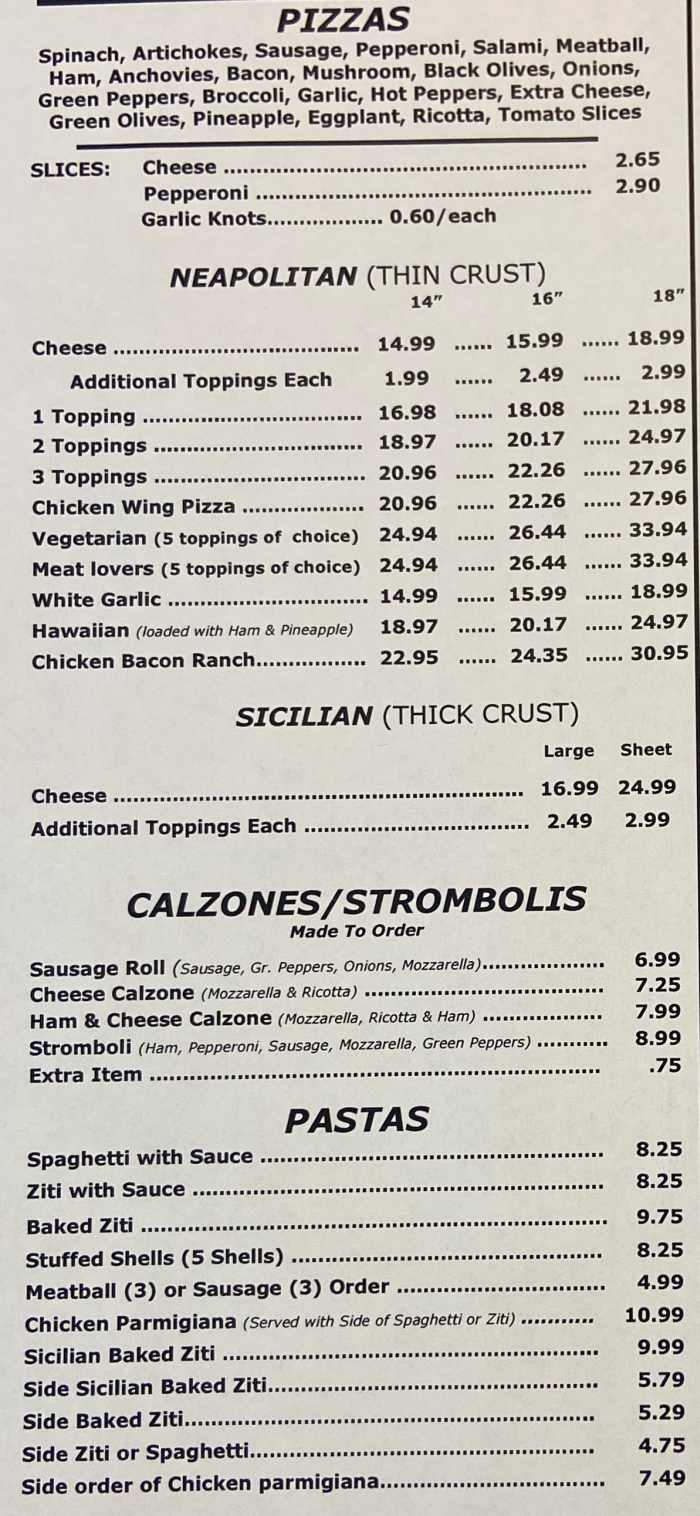 PIZZAS
Spinach, Artichokes, Sausage, Pepperoni, Salami, Meatball,
Ham, Anchovies, Bacon, Mushroom, Black Olives, Onions,
Green Peppers, Broccoli, Garlic, Hot Peppers, Extra Cheese,
Green Olives, Pineapple, Eggplant, Ricotta, Tomato Slices
SLICES: Cheese ........................................................ 2.65
Pepperoni .................................................... 2.90
Garlic Knots.................. 0.60/each
NEAPOLITAN (THIN CRUST)
14” 16” 18”
Cheese ...................................... 14.99 ...... 15.99 ...... 18.99
Additional Toppings Each 1.99 ...... 2.49 ...... 2.99
1 Topping .................................. 16.98 ...... 18.08 ...... 21.98
2 Toppings ................................ 18.97 ...... 20.17 ...... 24.97
3 Toppings ................................ 20.96 ...... 22.26 ...... 27.96
Chicken Wing Pizza ................... 20.96 ...... 22.26 ...... 27.96
Vegetarian (5 toppings of choice) 24.94 ...... 26.44 ...... 33.94
Meat lovers (5 toppings of choice) 24.94 ...... 26.44 ...... 33.94
White Garlic ............................... 14.99 ...... 15.99 ...... 18.99
Hawaiian (loaded with Ham & Pineapple) 18.97 ...... 20.17 ...... 24.97
Chicken Bacon Ranch................. 22.95 ...... 24.35 ...... 30.95
SICILIAN (THICK CRUST)
Large Sheet
Cheese ................................................................ 16.99 24.99
Additional Toppings Each ................................... 2.49 2.99
CALZONES/STROMBOLIS
Made To Order
Sausage Roll (Sausage, Gr. Peppers, Onions, Mozzarella)................... 6.99
Cheese Calzone (Mozzarella & Ricotta) ..................................... 7.25
Ham & Cheese Calzone (Mozzarella, Ricotta & Ham) ................... 7.99
Stromboli (Ham, Pepperoni, Sausage, Mozzarella, Green Peppers) ........... 8.99
Extra Item ..................................................................... .75
PASTAS
Spaghetti with Sauce ..................................................... 8.25
Ziti with Sauce ................................................................ 8.25
Baked Ziti ........................................................................ 9.75
Stuffed Shells (5 Shells) ................................................ 8.25
Meatball (3) or Sausage (3) Order ................................ 4.99
Chicken Parmigiana (Served with Side of Spaghetti or Ziti) ........... 10.99
Sicilian Baked Ziti .......................................................... 9.99
Side Sicilian Baked Ziti................................................... 5.79
Side Baked Ziti............................................................... 5.29
Side Ziti or Spaghetti..................................................... 4.75
Side order of Chicken parmigiana................................... 7.49